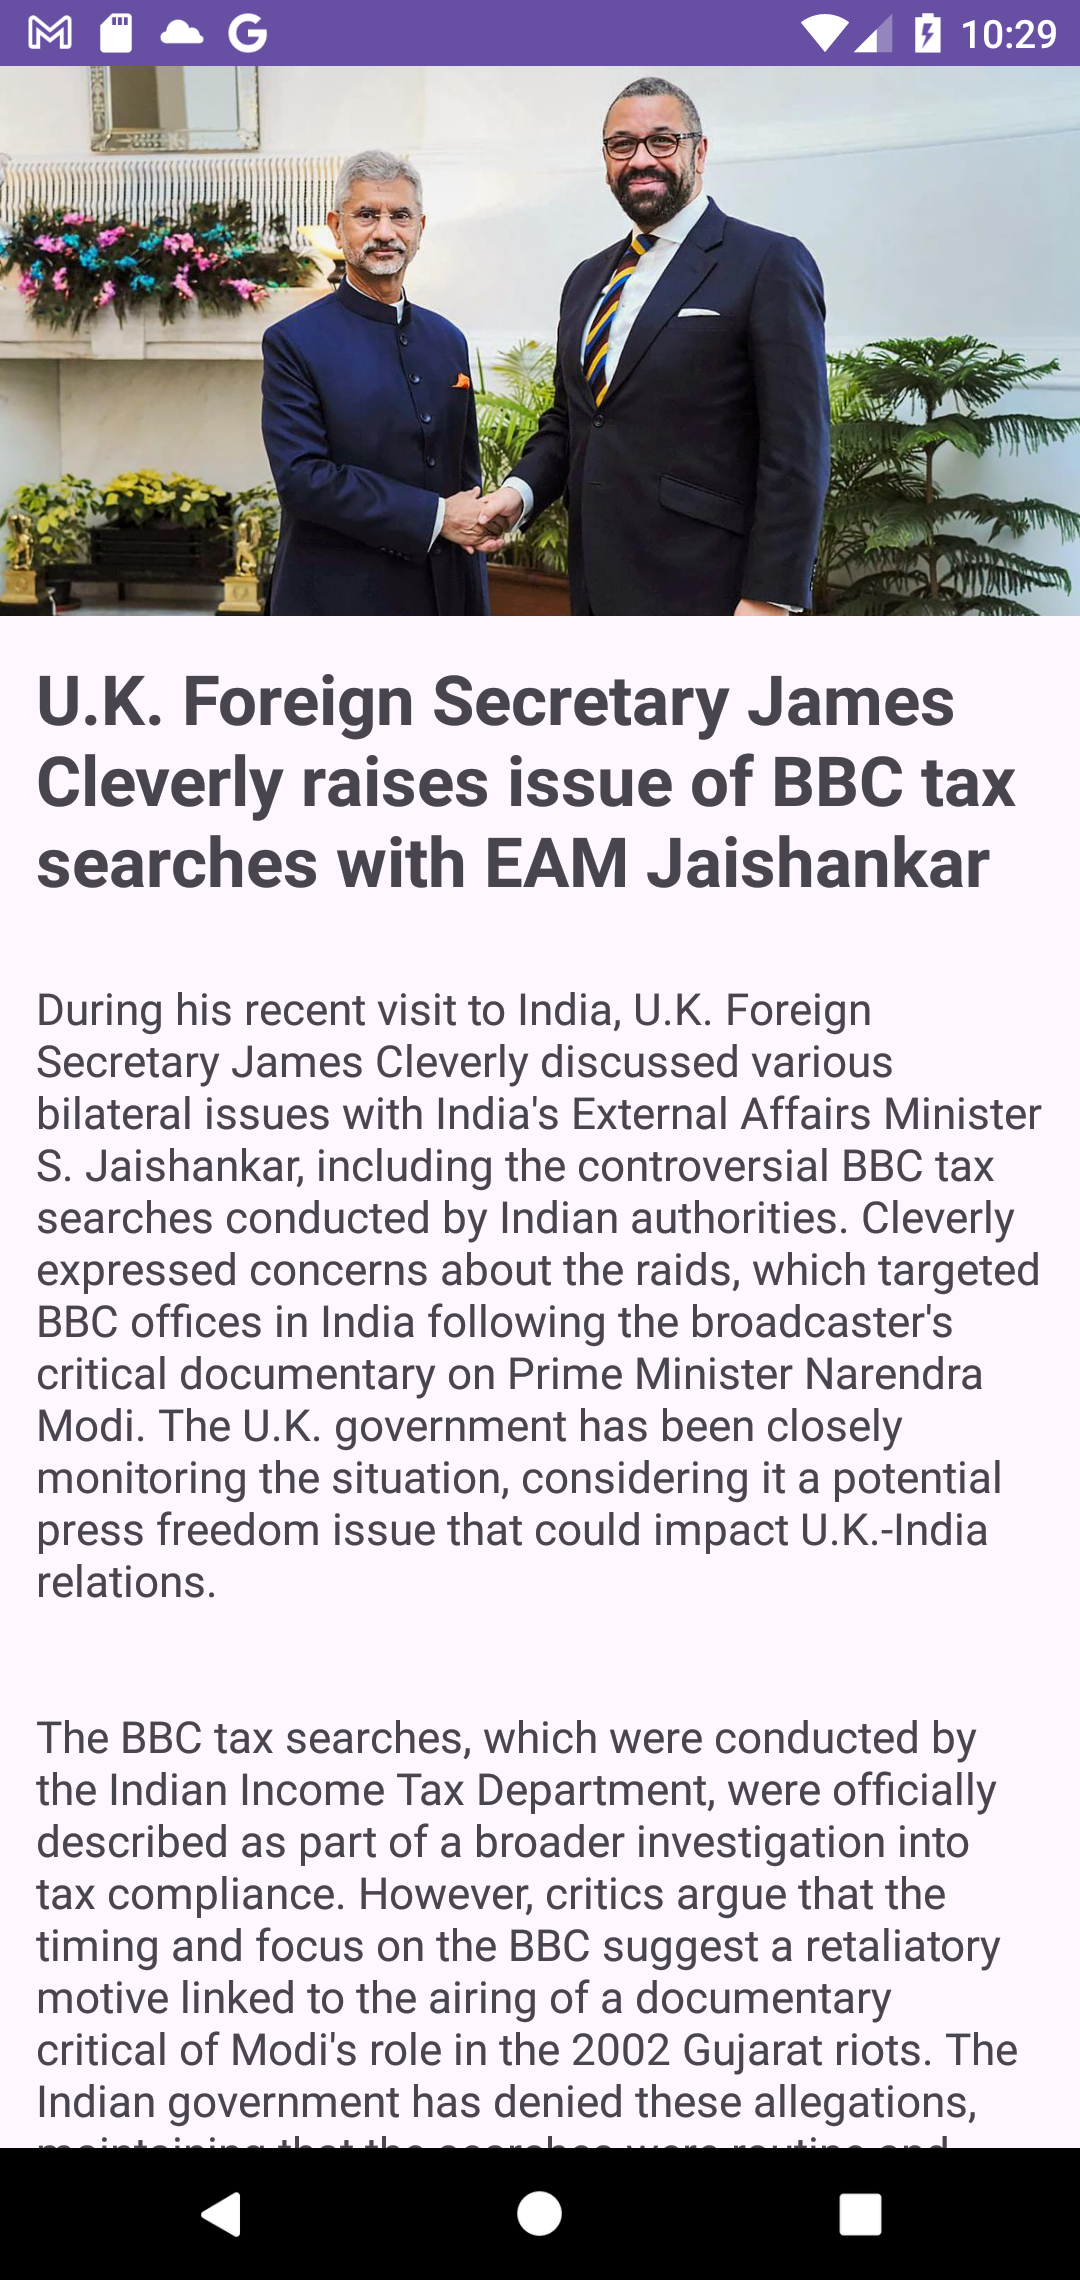 10:29
U.K. Foreign Secretary James
Cleverly raises issue of BBC tax
searches with EAM Jaishankar
During his recent visit to India, U.K. Foreign
Secretary James Cleverly discussed various
bilateral issues with India's External Affairs Minister
S. Jaishankar, including the controversial BBC tax
searches conducted by Indian authorities. Cleverly
expressed concerns about the raids, which targeted
BBC offices in India following the broadcaster's
critical documentary on Prime Minister Narendra
Modi. The U.K. government has been closely
monitoring the situation, considering it a potential
press freedom issue that could impact U.K.-India
relations.
The BBC tax searches, which were conducted by
the Indian Income Tax Department, were officially
described as part of a broader investigation into
tax compliance. However, critics argue that the
timing and focus on the BBC suggest a retaliatory
motive linked to the airing of a documentary
critical of Modi's role in the 2002 Gujarat riots. The
Indian government has denied these allegations,
maintaining that the searches were routine and